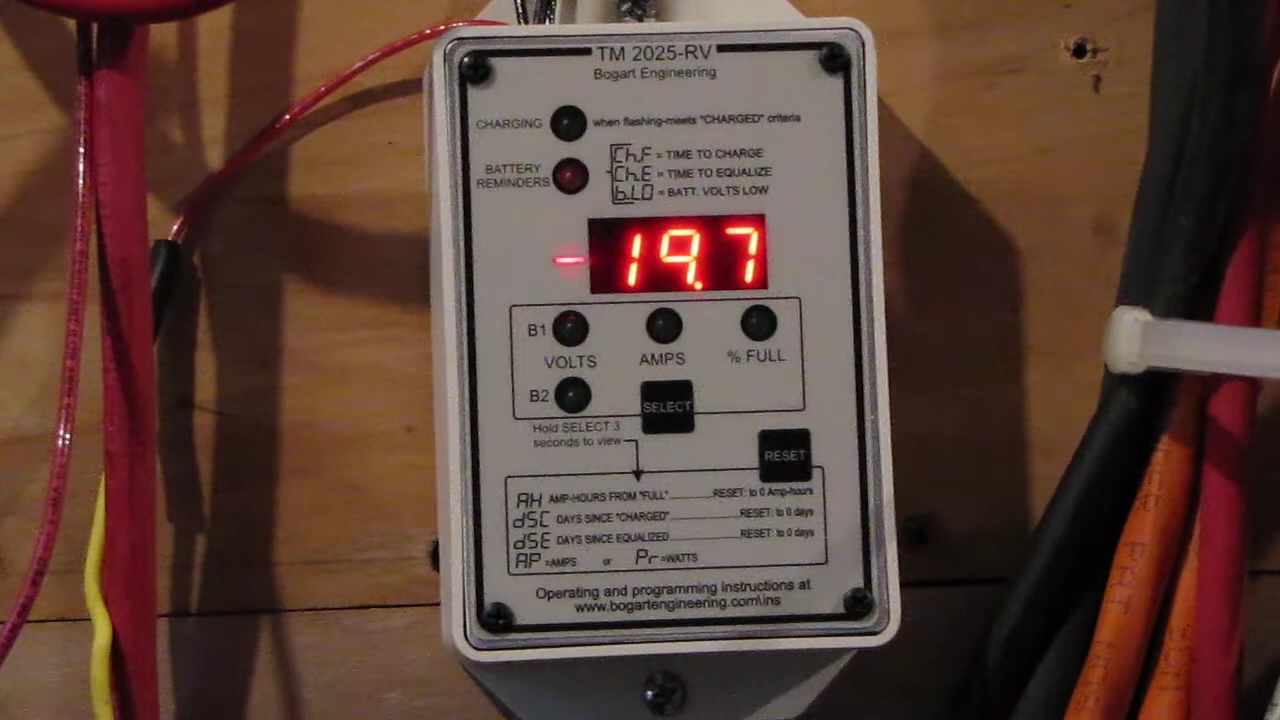 TM 2025-RV
Bogart Engineering
CHARGING when flashing-meets "CHARGED" criteria
BATTERY REMINDERS
Ch.F = TIME TO CHARGE
Ch.E = TIME TO EQUALIZE
b.LO = BATT. VOLTS LOW
-19.7
B1
VOLTS AMPS % FULL
B2
SELECT
Hold SELECT 3
seconds to view
RESET
AH AMP-HOURS FROM "FULL" RESET: to 0 Amp-hours
dSC DAYS SINCE "CHARGED" RESET: to 0 days
dSE DAYS SINCE EQUALIZED RESET: to 0 days
AP =AMPS or Pr =WATTS
Operating and programming instructions at
www.bogartengineering.com\ins